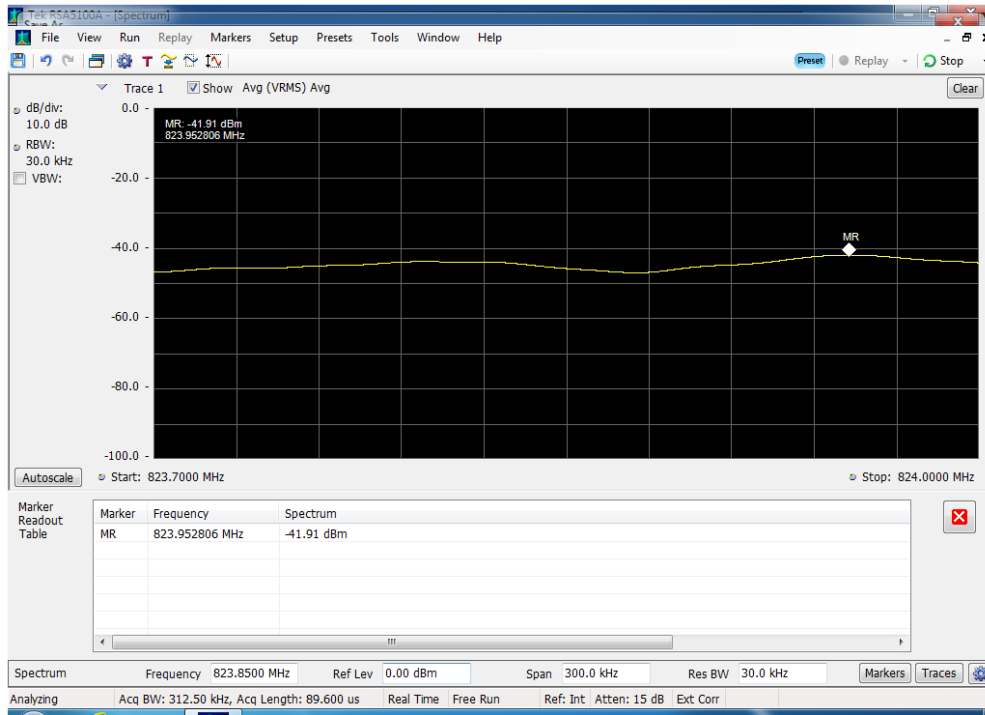 Tek RSA5100A - [Spectrum]
Save As
File View Run Replay Markers Setup Presets Tools Window Help
T Preset Replay Stop
Trace 1 Show Avg (VRMS) Avg Clear
dB/div:
10.0 dB
RBW:
30.0 kHz
VBW:
0.0 -
-20.0 -
-40.0 -
-60.0 -
-80.0 -
-100.0 -
MR: -41.91 dBm
823.952806 MHz
MR
Autoscale Start: 823.7000 MHz Stop: 824.0000 MHz
Marker
Readout
Table
Marker Frequency Spectrum
MR 823.952806 MHz -41.91 dBm
Spectrum Frequency 823.8500 MHz Ref Lev 0.00 dBm Span 300.0 kHz Res BW 30.0 kHz Markers Traces
Analyzing Acq BW: 312.50 kHz, Acq Length: 89.600 us Real Time Free Run Ref: Int Atten: 15 dB Ext Corr